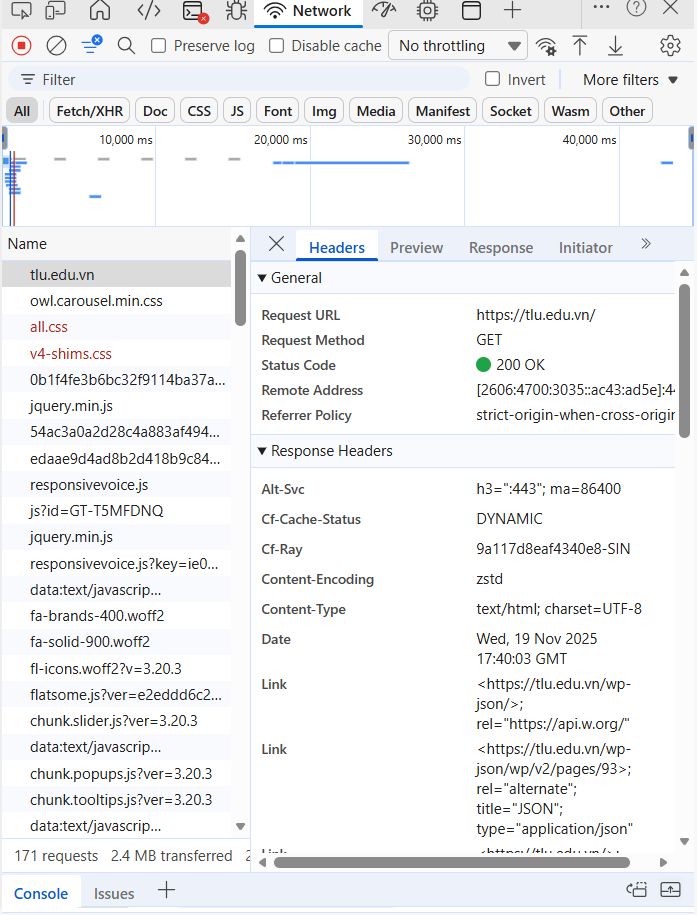 Network
Preserve log
Disable cache
No throttling
Filter
Invert
More filters
All
Fetch/XHR
Doc
CSS
JS
Font
Img
Media
Manifest
Socket
Wasm
Other
10,000 ms
20,000 ms
30,000 ms
40,000 ms
Name
tlu.edu.vn
owl.carousel.min.css
all.css
v4-shims.css
0b1f4fe3b6bc32f9114ba37a...
jquery.min.js
54ac3a0a2d28c4a883af494...
edaae9d4ad8b2d418b9c84...
responsivevoice.js
js?id=GT-T5MFDNQ
jquery.min.js
responsivevoice.js?key=ie0...
data:text/javascrip...
fa-brands-400.woff2
fa-solid-900.woff2
fl-icons.woff2?v=3.20.3
flatsome.js?ver=e2eddd6c2...
chunk.slider.js?ver=3.20.3
data:text/javascrip...
chunk.popups.js?ver=3.20.3
chunk.tooltips.js?ver=3.20.3
data:text/javascrip...
171 requests
2.4 MB transferred
Headers
Preview
Response
Initiator
General
Request URL
https://tlu.edu.vn/
Request Method
GET
Status Code
200 OK
Remote Address
[2606:4700:3035::ac43:ad5e]:4
Referrer Policy
strict-origin-when-cross-origin
Response Headers
Alt-Svc
h3=":443"; ma=86400
Cf-Cache-Status
DYNAMIC
Cf-Ray
9a117d8eaf4340e8-SIN
Content-Encoding
zstd
Content-Type
text/html; charset=UTF-8
Date
Wed, 19 Nov 2025
17:40:03 GMT
Link
<https://tlu.edu.vn/wp-
json/>;
rel="https://api.w.org/"
Link
<https://tlu.edu.vn/wp-
json/wp/v2/pages/93>;
rel="alternate";
title="JSON";
type="application/json"
Link
<https://tlu.edu.vn/>;
Console
Issues